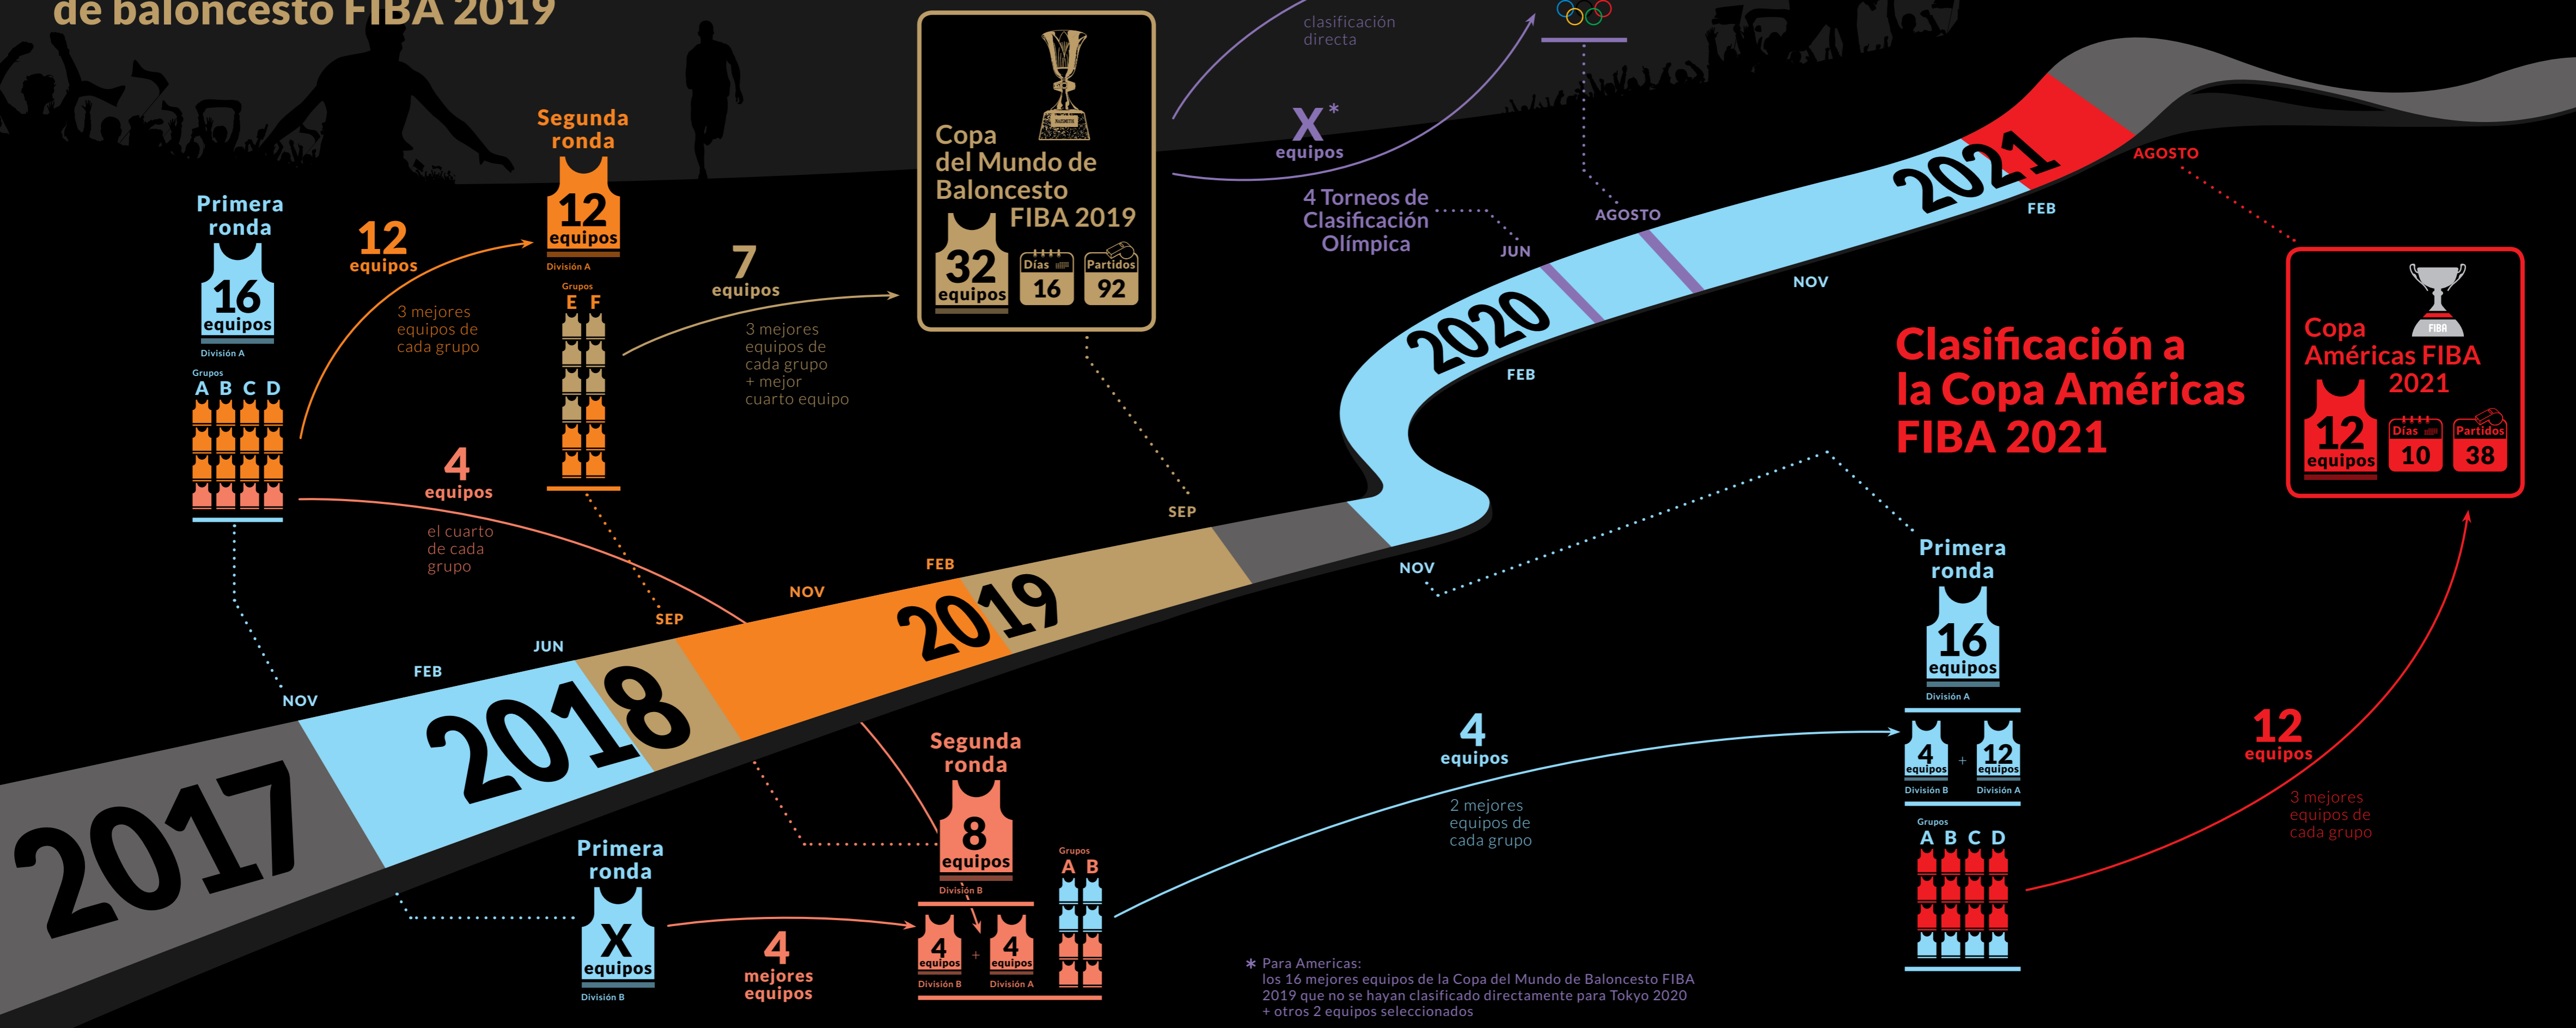 de baloncesto FIBA 2019
Primera
ronda
16
equipos
División A
Grupos
A B C D
12
equipos
3 mejores
equipos de
cada grupo
4
equipos
el cuarto
de cada
grupo
Segunda
ronda
12
equipos
División A
Grupos
E F
7
equipos
3 mejores
equipos de
cada grupo
+ mejor
cuarto equipo
Copa
del Mundo de
Baloncesto
FIBA 2019
32
equipos
Días
16
Partidos
92
clasificación
directa
X*
equipos
4 Torneos de
Clasificación
Olímpica
JUN
AGOSTO
2017
NOV
FEB
2018
JUN
SEP
NOV
FEB
2019
SEP
NOV
2020
FEB
NOV
2021
FEB
AGOSTO
Clasificación a
la Copa Américas
FIBA 2021
Copa
Américas FIBA
2021
FIBA
12
equipos
Días
10
Partidos
38
Primera
ronda
X
equipos
División B
4
mejores
equipos
Segunda
ronda
8
equipos
División B
4
equipos
División B
+
4
equipos
División A
Grupos
A B
4
equipos
2 mejores
equipos de
cada grupo
Primera
ronda
16
equipos
División A
4
equipos
División B
+
12
equipos
División A
Grupos
A B C D
12
equipos
3 mejores
equipos de
cada grupo
* Para Americas:
los 16 mejores equipos de la Copa del Mundo de Baloncesto FIBA
2019 que no se hayan clasificado directamente para Tokyo 2020
+ otros 2 equipos seleccionados